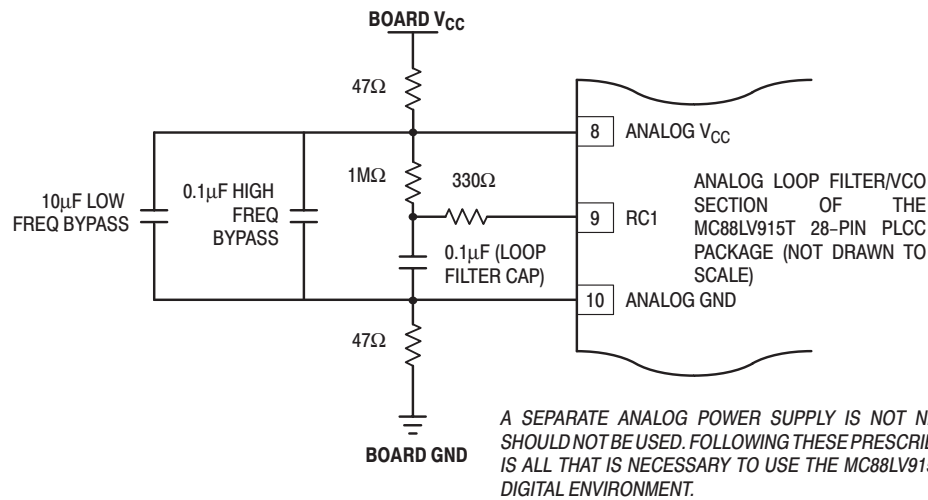 BOARD VCC
47Ω
8 ANALOG VCC
1MΩ
330Ω
10μF LOW
FREQ BYPASS
0.1μF HIGH
FREQ
BYPASS
9 RC1
ANALOG LOOP FILTER/VCO
SECTION OF THE
MC88LV915T 28–PIN PLCC
PACKAGE (NOT DRAWN TO
SCALE)
0.1μF (LOOP
FILTER CAP)
10 ANALOG GND
47Ω
BOARD GND
A SEPARATE ANALOG POWER SUPPLY IS NOT
SHOULD NOT BE USED. FOLLOWING THESE
IS ALL THAT IS NECESSARY TO USE THE
DIGITAL ENVIRONMENT.